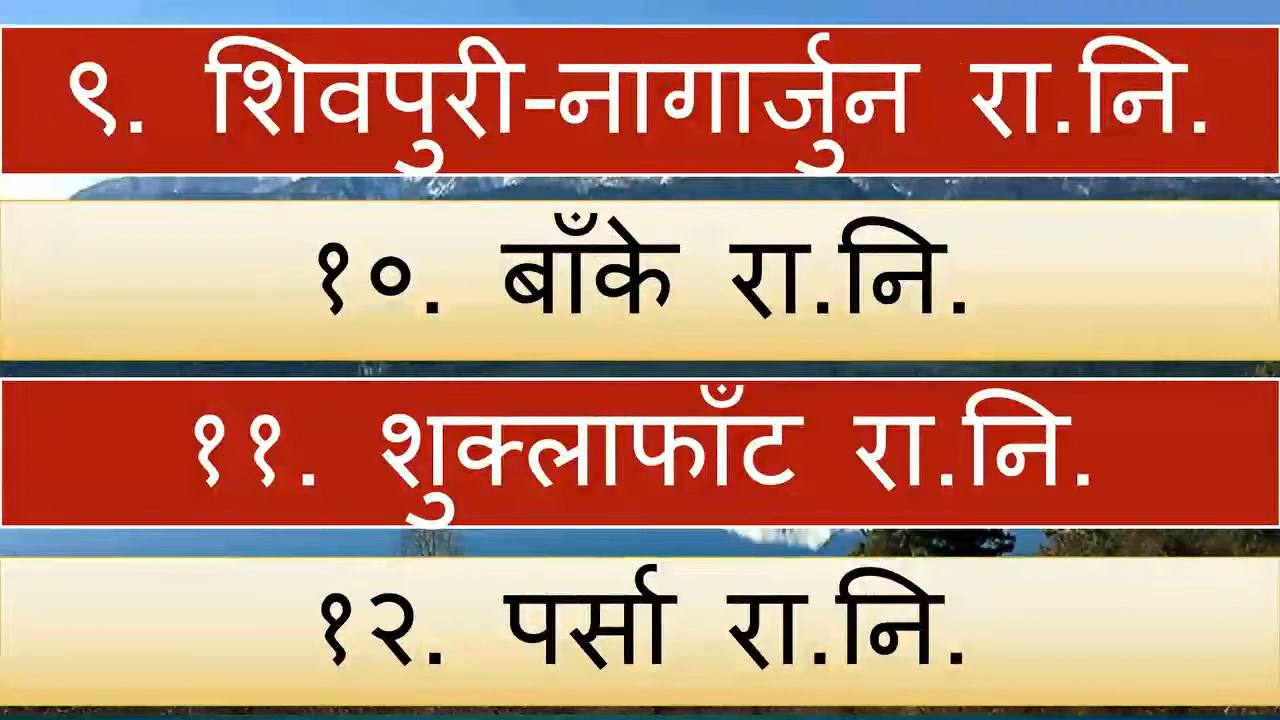 ९. शिवपुरी-नागार्जुन रा.नि.
१०. बाँके रा.नि.
११. शुक्लाफाँट रा.नि.
१२. पर्सा रा.नि.